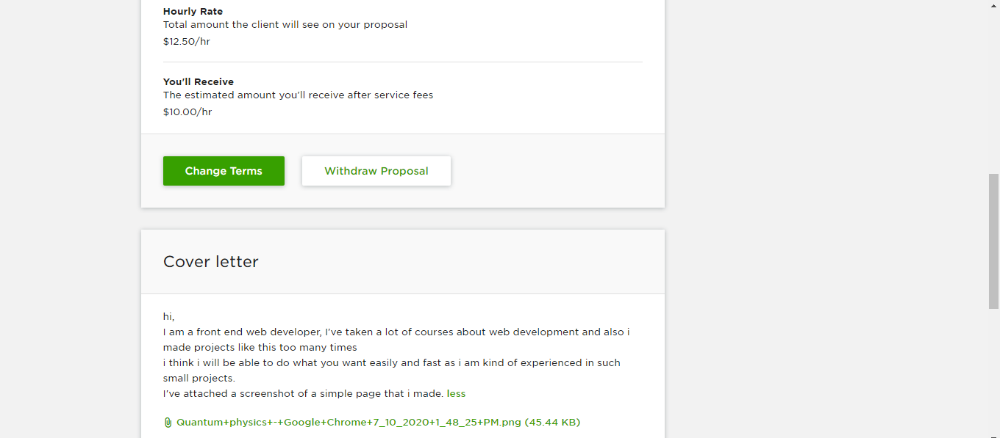 Hourly Rate
Total amount the client will see on your proposal
$12.50/hr
You'll Receive
The estimated amount you'll receive after service fees
$10.00/hr
Change Terms
Withdraw Proposal
Cover letter
hi,
I am a front end web developer, I've taken a lot of courses about web development and also i
made projects like this too many times
i think i will be able to do what you want easily and fast as i am kind of experienced in such
small projects.
I've attached a screenshot of a simple page that i made. less
Quantum+physics+-+Google+Chrome+7_10_2020+1_48_25+PM.png (45.44 KB)